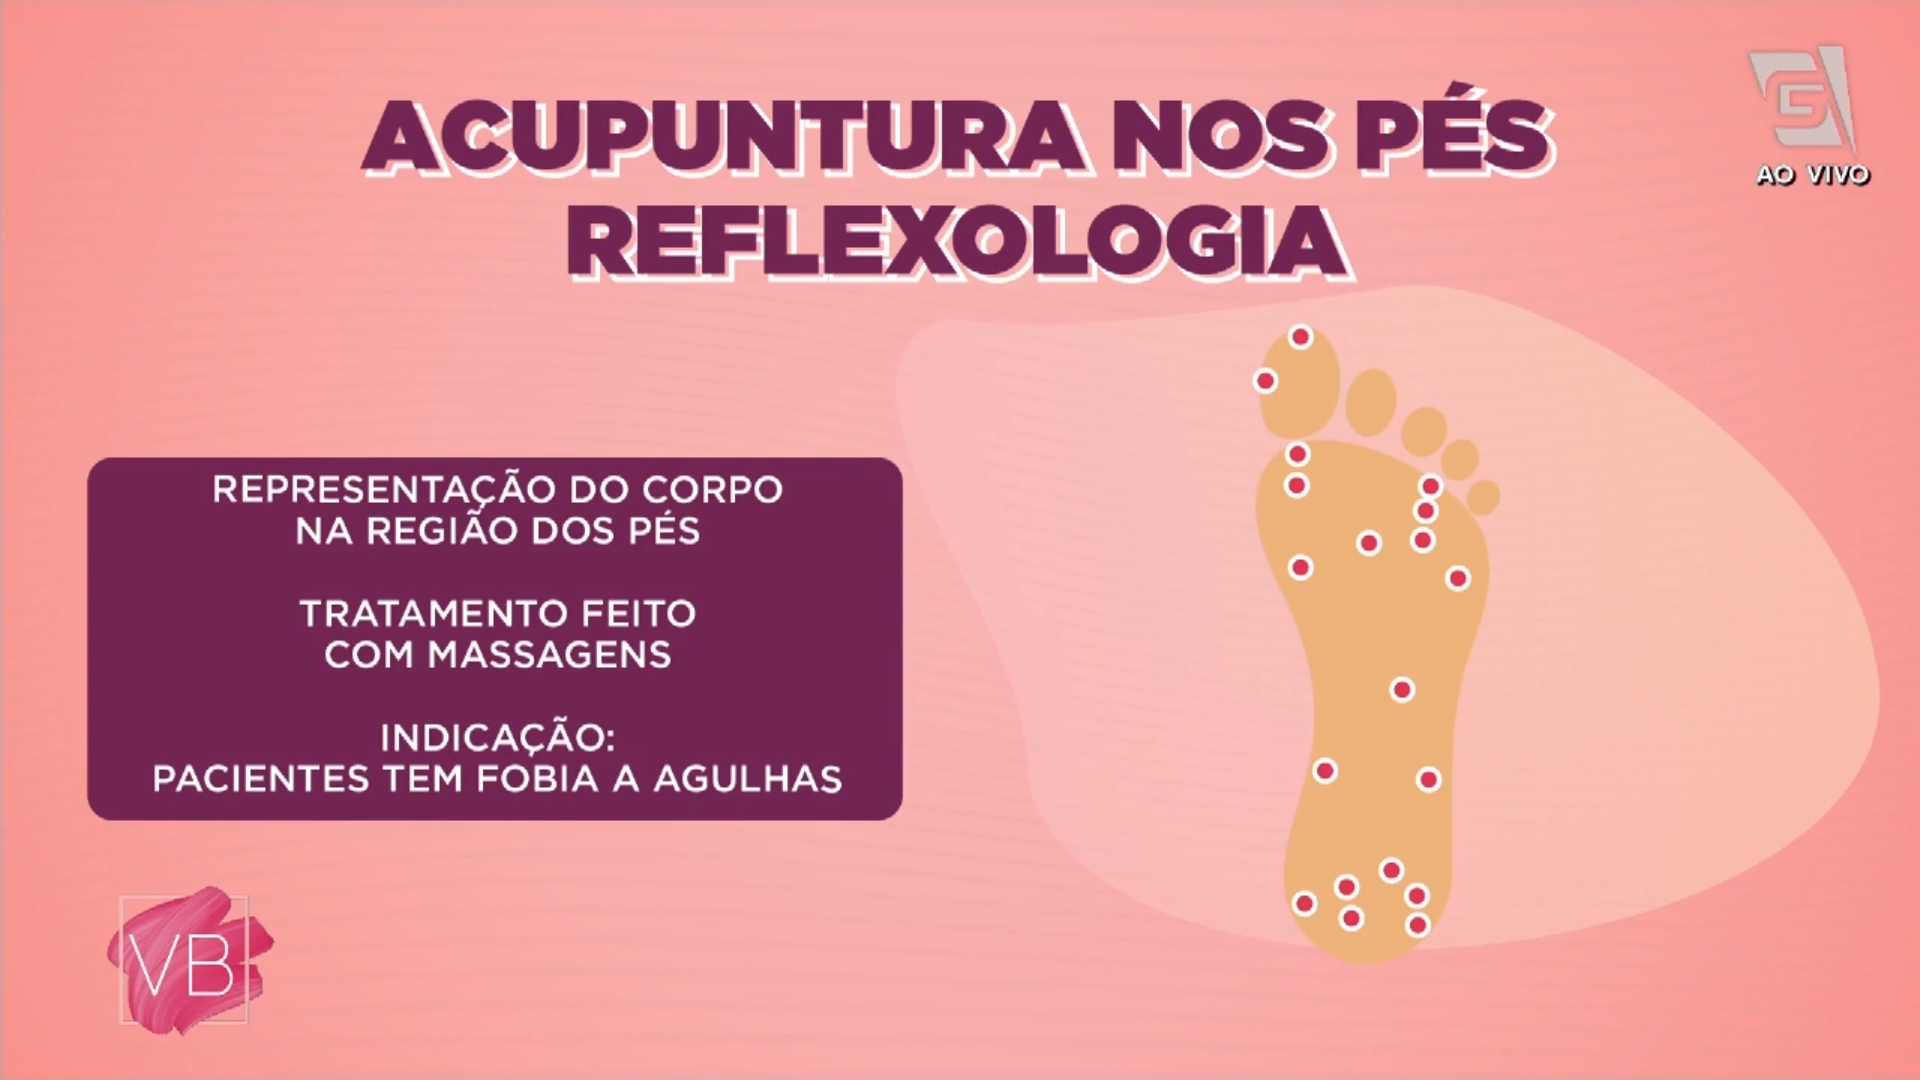 ACUPUNTURA NOS PÉS
REFLEXOLOGIA
AO VIVO
REPRESENTAÇÃO DO CORPO
NA REGIÃO DOS PÉS
TRATAMENTO FEITO
COM MASSAGENS
INDICAÇÃO:
PACIENTES TEM FOBIA A AGULHAS
VB